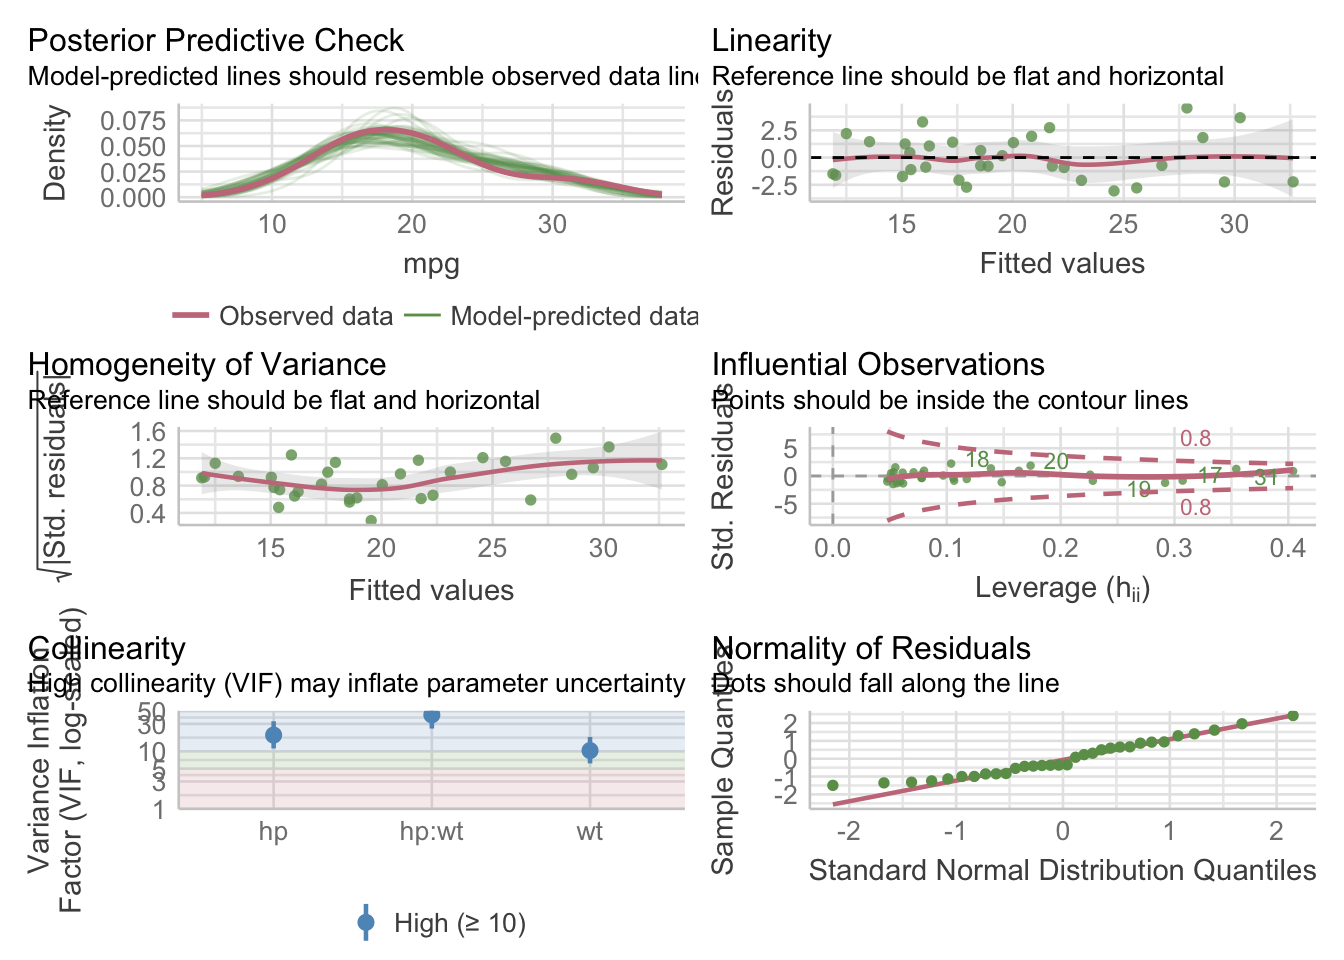 Posterior Predictive Check
Model-predicted lines should resemble observed data line
Density
0.075
0.050
0.025
0.000
10 20 30
mpg
Observed data Model-predicted data
Linearity
Reference line should be flat and horizontal
Residuals
2.5
0.0
-2.5
15 20 25 30
Fitted values
Homogeneity of Variance
Reference line should be flat and horizontal
√|Std. residuals|
1.6
1.2
0.8
0.4
15 20 25 30
Fitted values
Influential Observations
Points should be inside the contour lines
Std. Residuals
5
0
-5
0.8
18 20
19 17 31
0.8
0.0 0.1 0.2 0.3 0.4
Leverage (hii)
Collinearity
High collinearity (VIF) may inflate parameter uncertainty
Variance Inflation
Factor (VIF, log-scaled)
50
30
10
5
3
1
hp hp:wt wt
High (≥ 10)
Normality of Residuals
Dots should fall along the line
Sample Quantiles
2
1
0
-1
-2
-2 -1 0 1 2
Standard Normal Distribution Quantiles